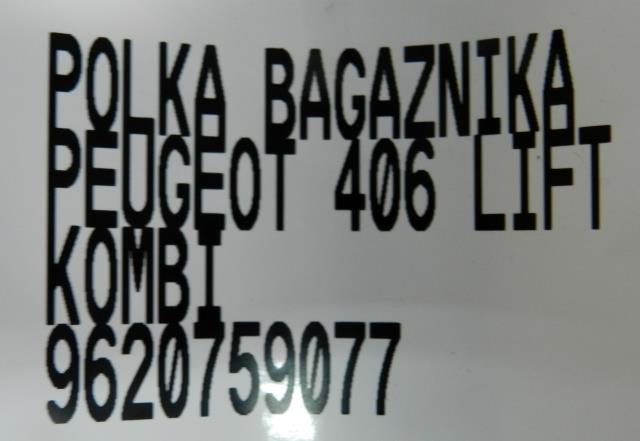 POLKA BAGAZNIKA
PEUGEOT 406 LIFT
KOMBI
9620759077